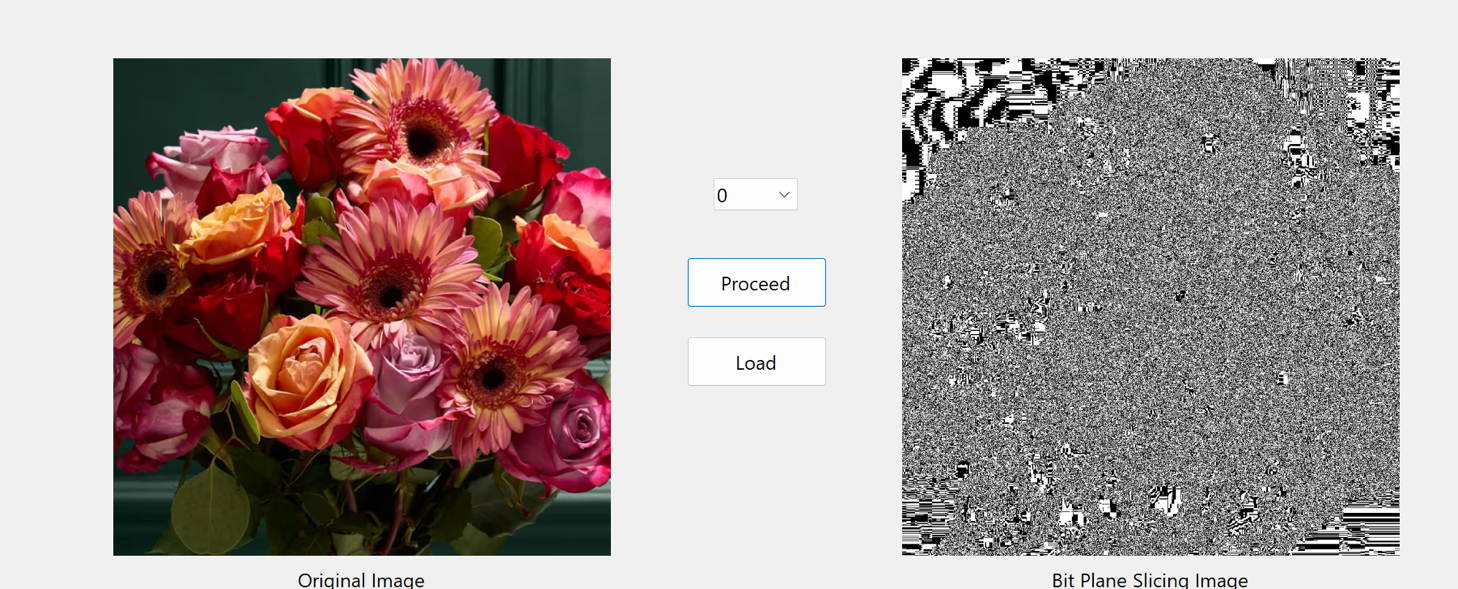 0
Proceed
Load
Original Image
Bit Plane Slicing Image